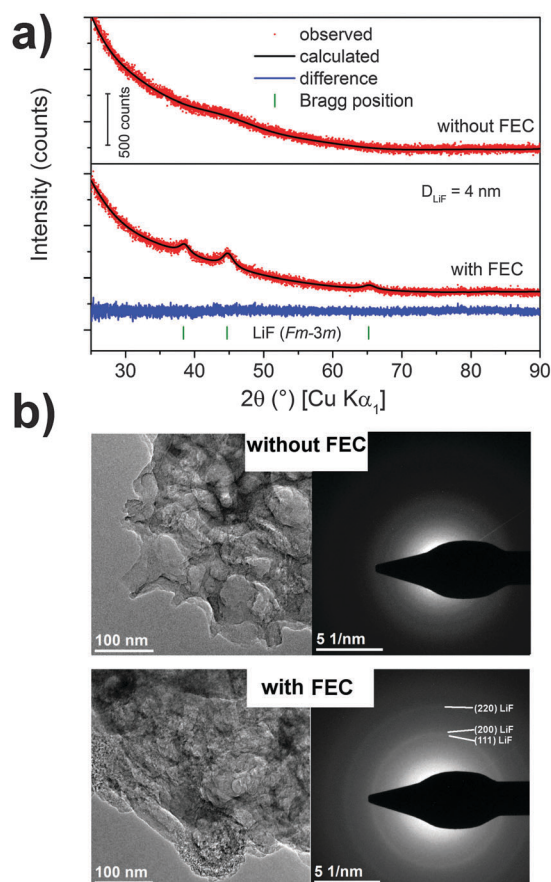 a)
observed
calculated
difference
Bragg position
500 counts
without FEC
D_LiF = 4 nm
with FEC
LiF (Fm-3m)
Intensity (counts)
30 40 50 60 70 80 90
2θ (°) [Cu Kα₁]
b)
without FEC
100 nm
5 1/nm
with FEC
(220) LiF
(200) LiF
(111) LiF
100 nm
5 1/nm